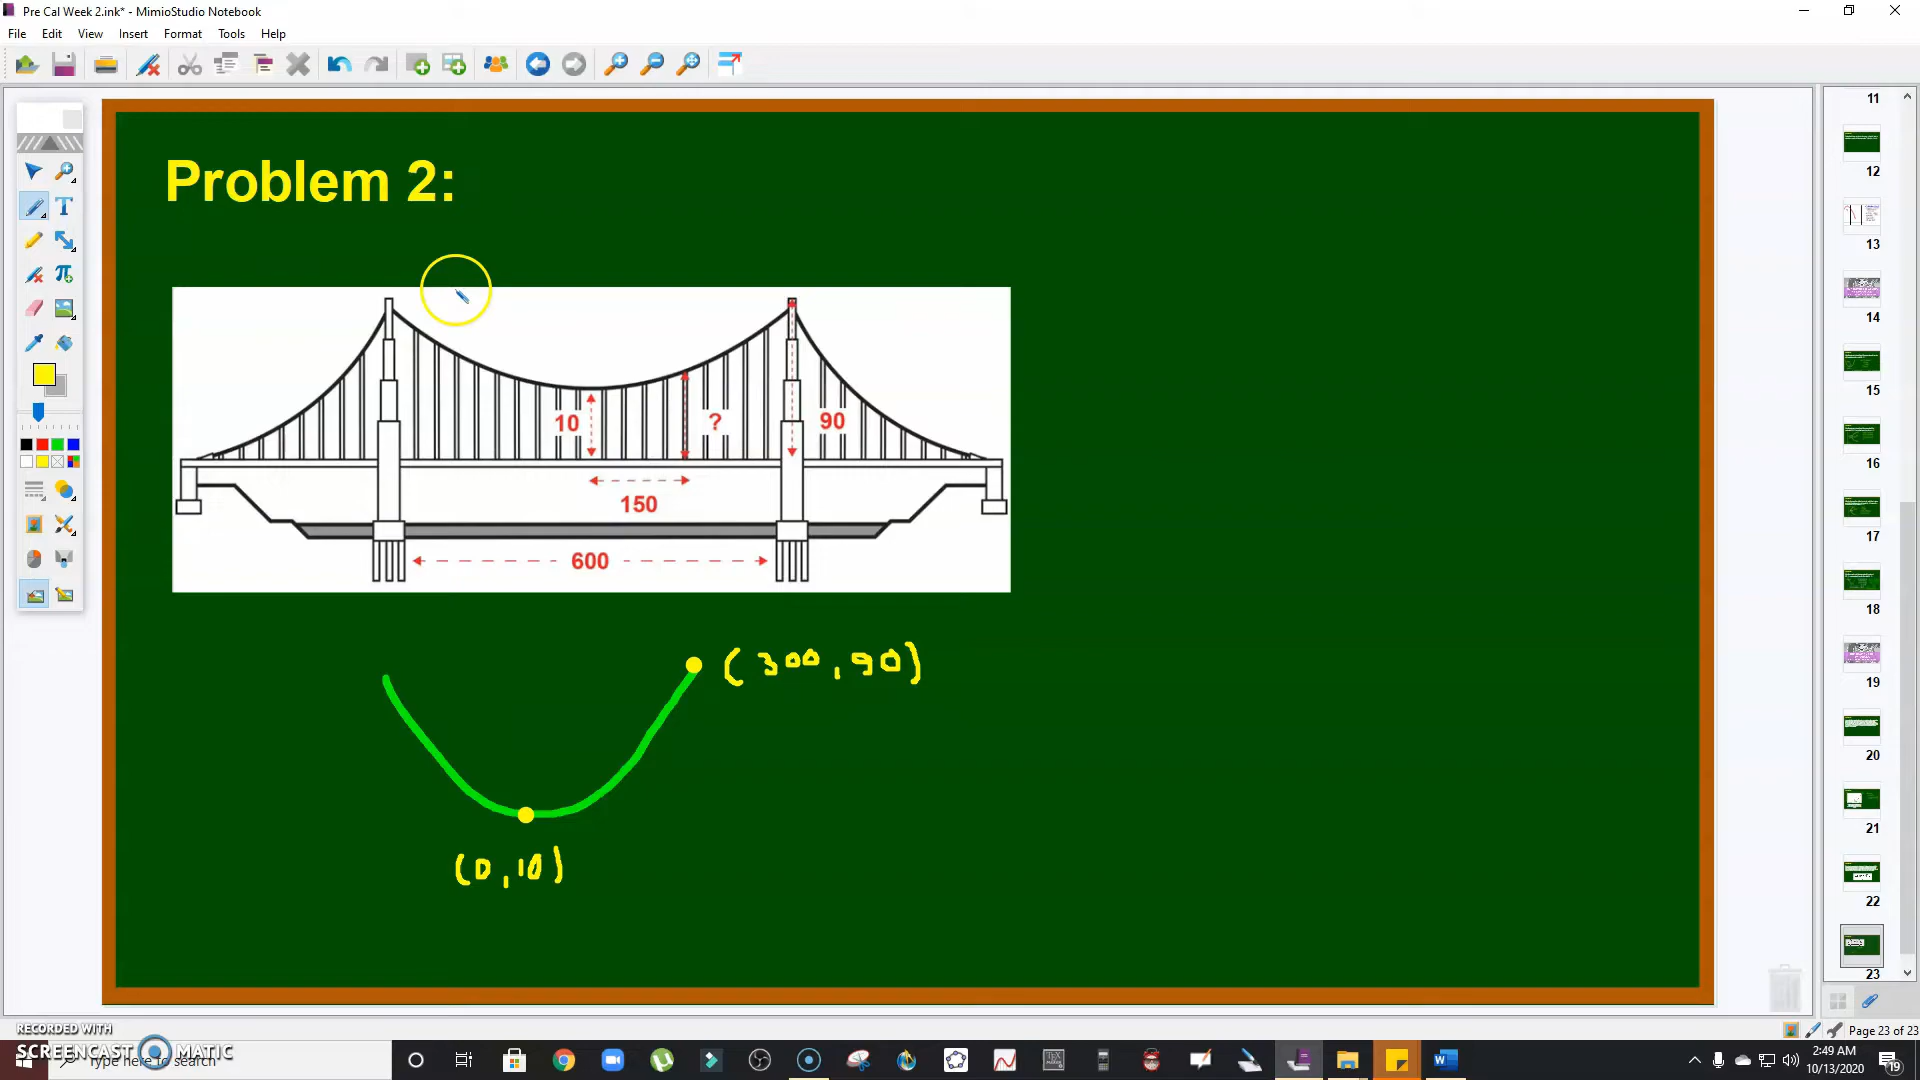 Pre Cal Week 2.ink* - MimioStudio Notebook
File Edit View Insert Format Tools Help
Problem 2:
10
?
90
150
600
(300,90)
(0,10)
11
12
13
14
15
16
17
18
19
20
21
22
23
Page 23 of 23
RECORDED WITH
SCREENCAST MATIC
Type here to search
2:49 AM
10/13/2020
19